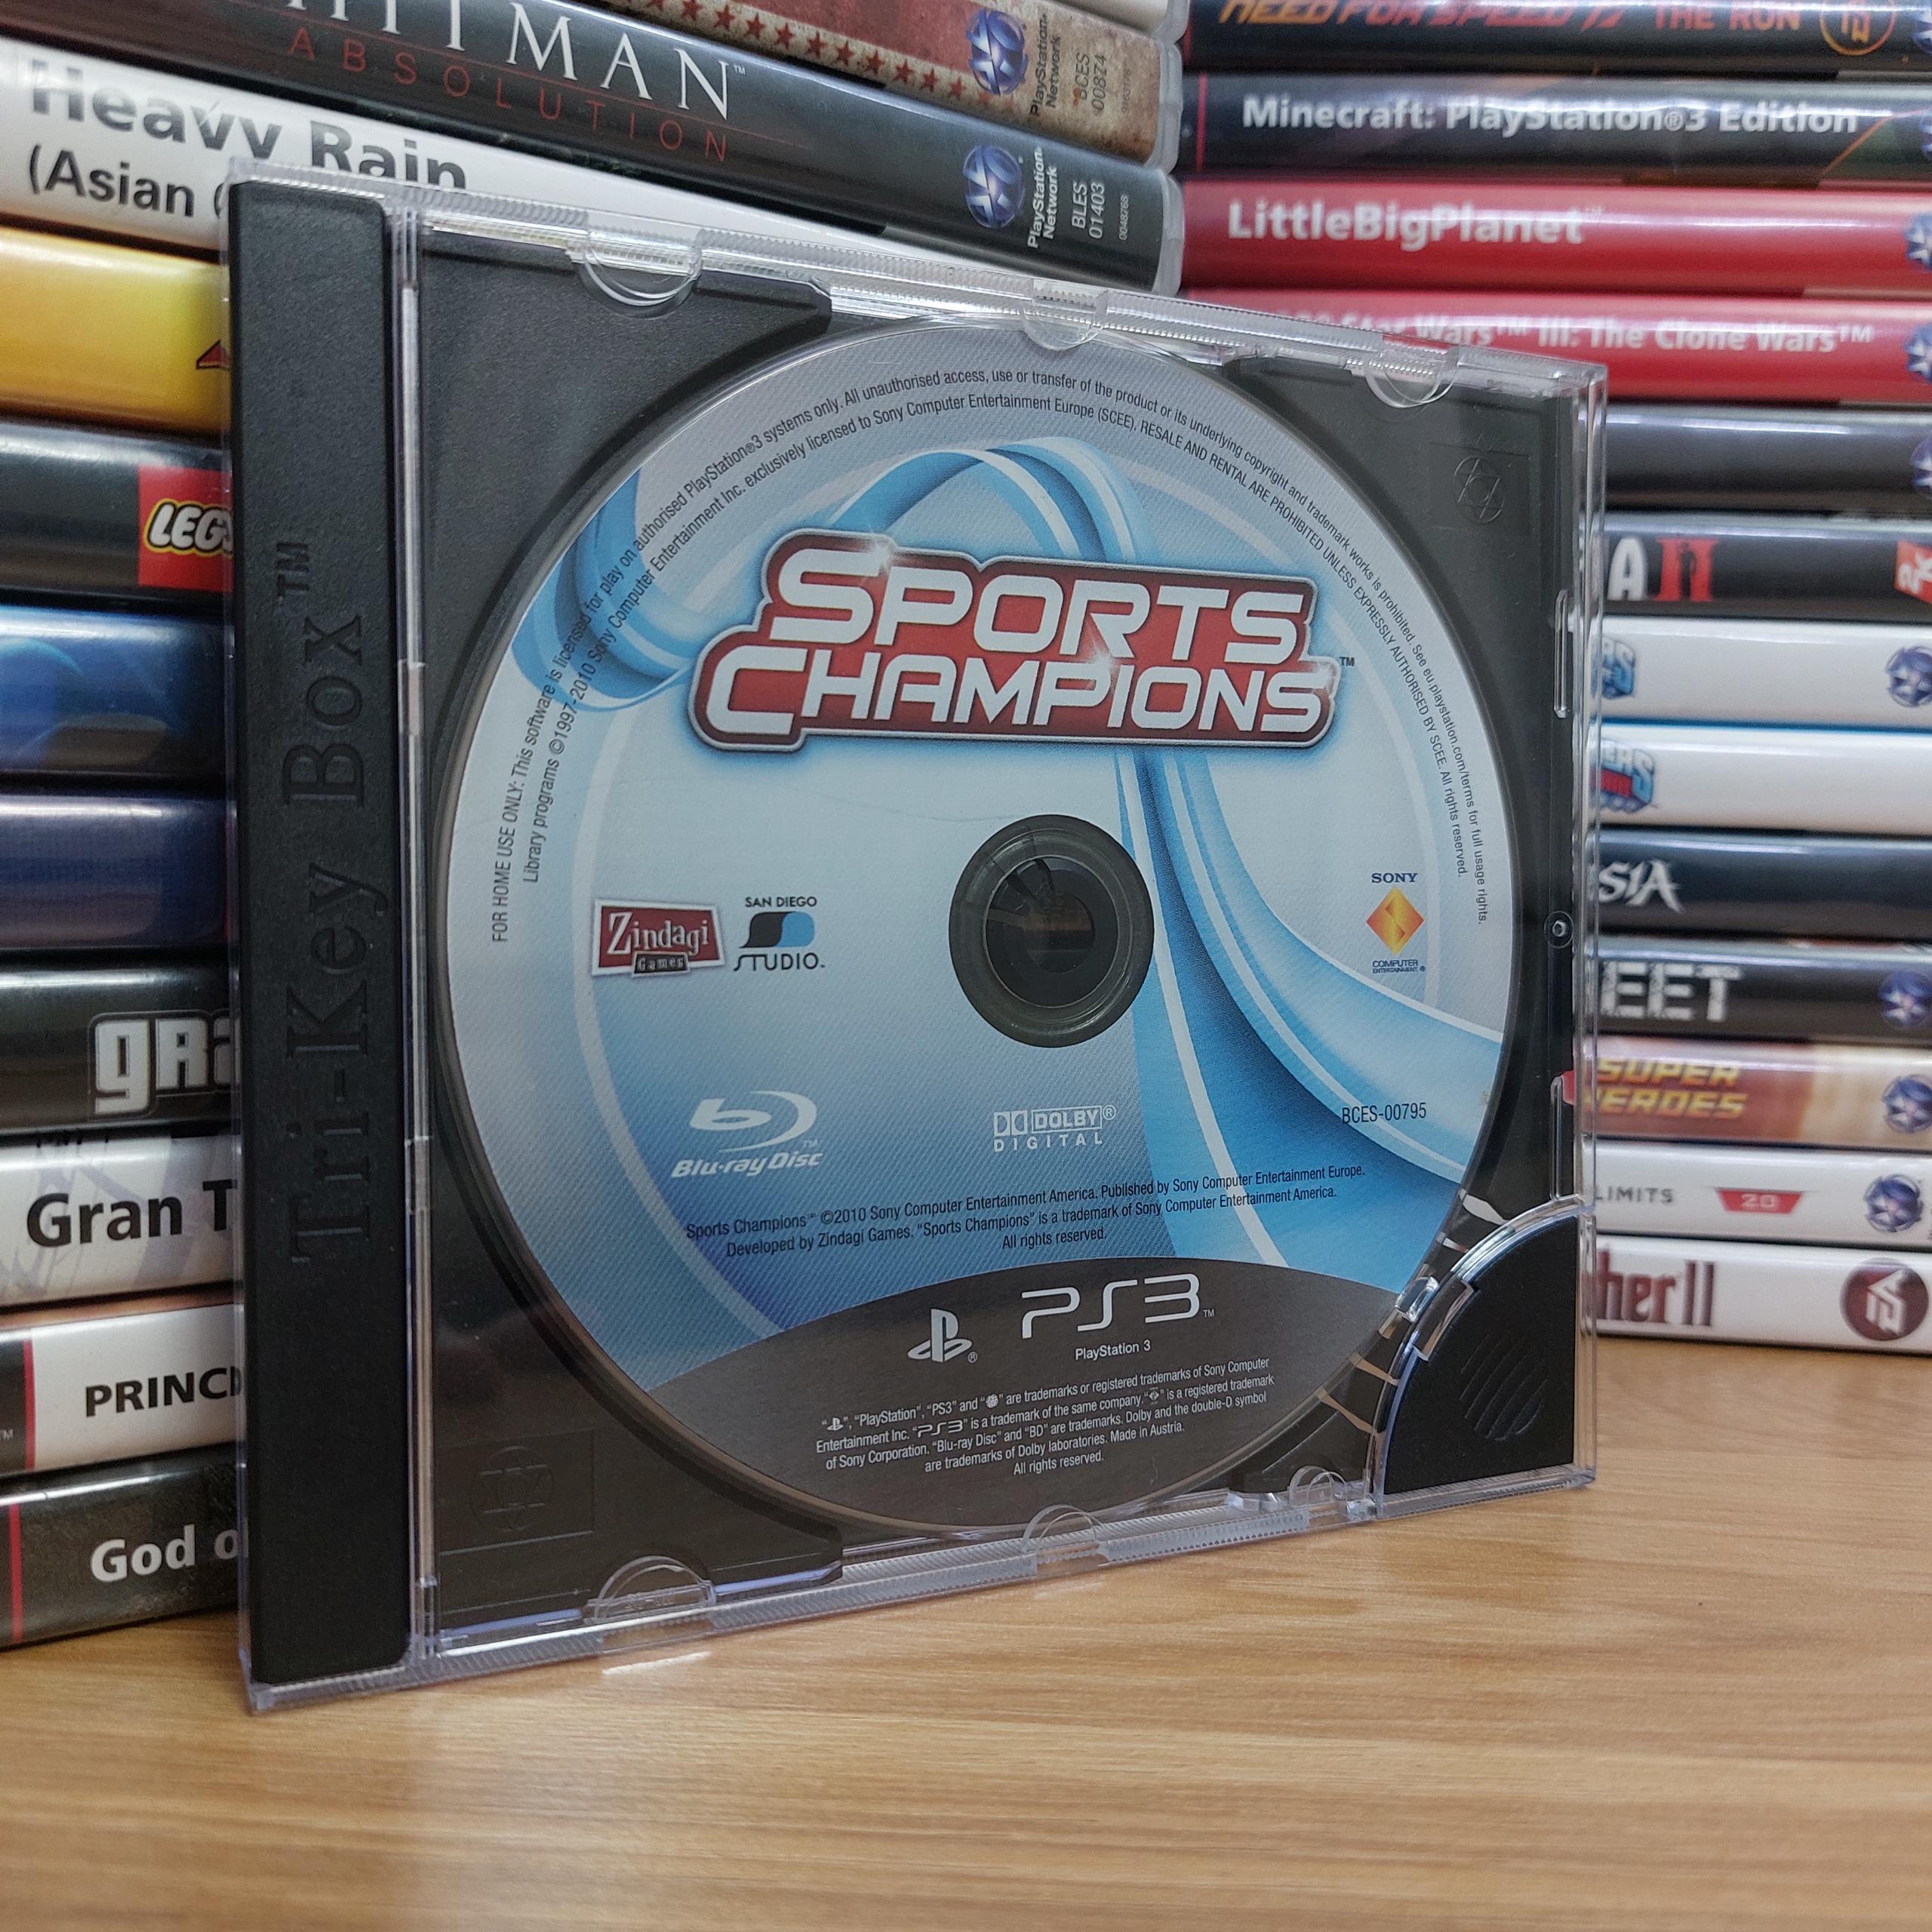 HITMAN
ABSOLUTION
PlayStation
Network
BCES
00874
PlayStation
Network
BLES
01403
Heavy Rain
(Asian
LEGO
Gran T
PRINC
God o
NEED FOR SPEED THE RUN
Minecraft: PlayStation®3 Edition
LittleBigPlanet™
Star Wars™ III: The Clone Wars™
A II
2K
SIA
EET
SUPER
HEROES
LIMITS
2.0
her II
Tri-Key Box™
FOR HOME USE ONLY: This software is licensed for play on authorised PlayStation®3 systems only. All unauthorised access, use or transfer of the product or its underlying copyright and trademark works is prohibited. See eu.playstation.com/terms for full usage rights.
Library programs ©1997-2010 Sony Computer Entertainment Inc. exclusively licensed to Sony Computer Entertainment Europe (SCEE). RESALE AND RENTAL ARE PROHIBITED UNLESS EXPRESSLY AUTHORISED BY SCEE. All rights reserved.
SPORTS
CHAMPIONS™
Zindagi
Games
SAN DIEGO
STUDIO™
SONY
COMPUTER
ENTERTAINMENT®
BCES-00795
Blu-ray Disc™
DOLBY®
DIGITAL
Sports Champions™ ©2010 Sony Computer Entertainment America. Published by Sony Computer Entertainment Europe.
Developed by Zindagi Games. "Sports Champions" is a trademark of Sony Computer Entertainment America.
All rights reserved.
PS3™
PlayStation 3
"", "PlayStation", "PS3" and "" are trademarks or registered trademarks of Sony Computer
Entertainment Inc. "PS3" is a trademark of the same company. "" is a registered trademark
of Sony Corporation. "Blu-ray Disc" and "BD" are trademarks. Dolby and the double-D symbol
are trademarks of Dolby laboratories. Made in Austria.
All rights reserved.